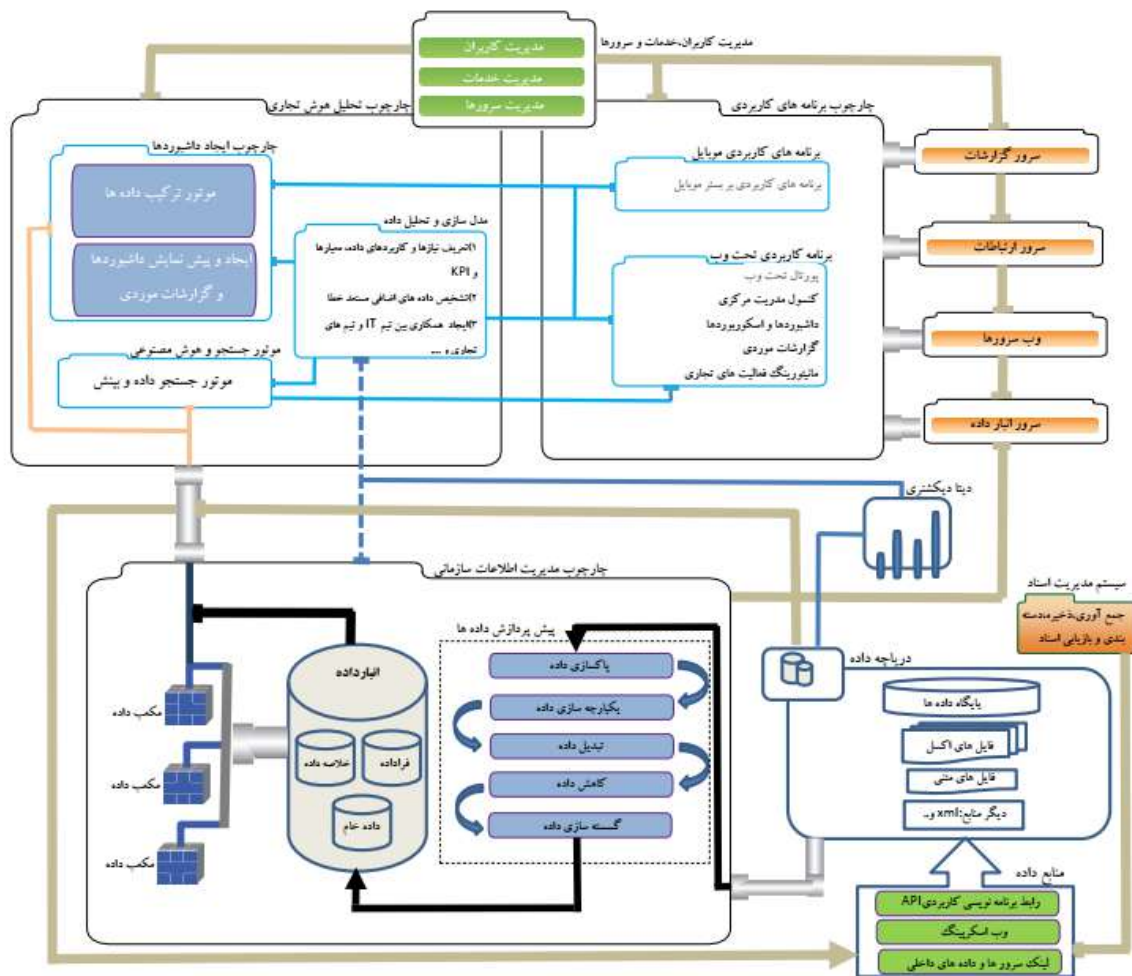 مدیریت کاربران،خدمات و سرورها
مدیریت کاربران
مدیریت خدمات
مدیریت سرورها
چارچوب برنامه های کاربردی
چارچوب تحلیل هوش تجاری
سرور گزارشات
سرور ارتباطات
وب سرورها
سرور انبار داده
برنامه های کاربردی موبایل
برنامه های کاربردی بر بستر موبایل
برنامه کاربردی تحت وب
پورتال تحت وب
کنسول مدریت مرکزی
داشبوردها و اسکوربوردها
گزارشات موردی
مانیتورینگ فعالیت های تجاری
چارچوب ایجاد داشبوردها
موتور ترکیب داده ها
ایجاد و پیش نمایش داشبوردها
و گزارشات موردی
مدل سازی و تحلیل داده
۱)تعریف نیازها و کاربردهای داده، معیارها
و KPI
۲)تشخیص داده های اضافی مستعد خطا
۳)ایجاد همکاری بین تیم IT و تیم های
تجاری و ...
موتور جستجو و هوش مصنوعی
موتور جستجو داده و بینش
دیتا دیکشنری
چارچوب مدیریت اطلاعات سازمانی
سیستم مدیریت اسناد
جمع آوری،ذخیره،دسته
بندی و بازیابی اسناد
پیش پردازش داده ها
پاکسازی داده
یکپارچه سازی داده
تبدیل داده
کاهش داده
گسسته سازی داده
انبارداده
فراداده
خلاصه داده
داده خام
مکعب داده
مکعب داده
مکعب داده
دریاچه داده
پایگاه داده ها
فایل های اکسل
فایل های متنی
دیگر منابع:xml و..
منابع داده
رابط برنامه نویسی کاربردی API
وب اسکرپینگ
لینک سرور ها و داده های داخلی